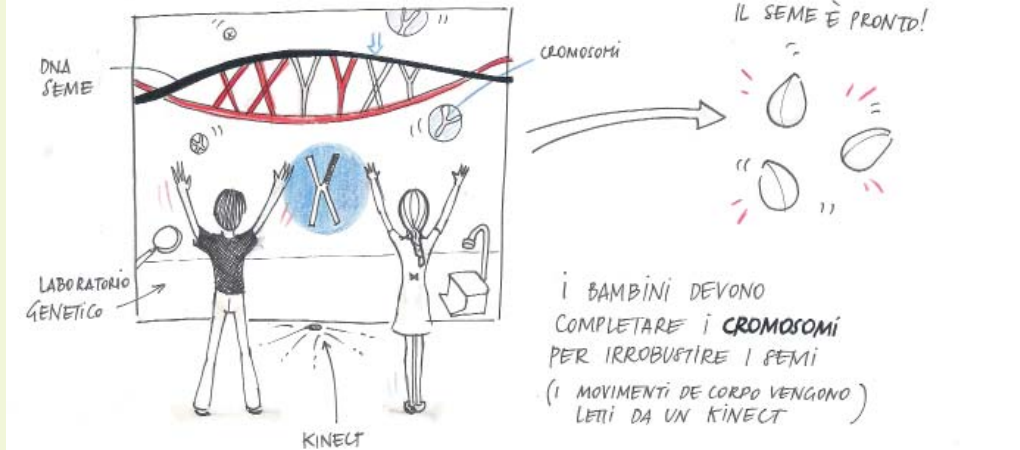 IL SEME È PRONTO!
DNA
SEME
CROMOSOMI
LABORATORIO
GENETICO
KINECT
I BAMBINI DEVONO
COMPLETARE I CROMOSOMI
PER IRROBUSTIRE I SEMI
(I MOVIMENTI DE CORPO VENGONO
LETTI DA UN KINECT)